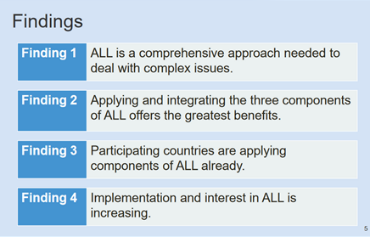 Findings
Finding 1
ALL is a comprehensive approach needed to
deal with complex issues.
Finding 2
Applying and integrating the three components
of ALL offers the greatest benefits.
Finding 3
Participating countries are applying
components of ALL already.
Finding 4
Implementation and interest in ALL is
increasing.
5